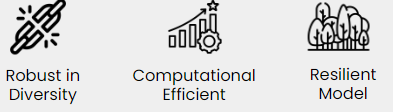 Robust in
Diversity
Computational
Efficient
Resilient
Model